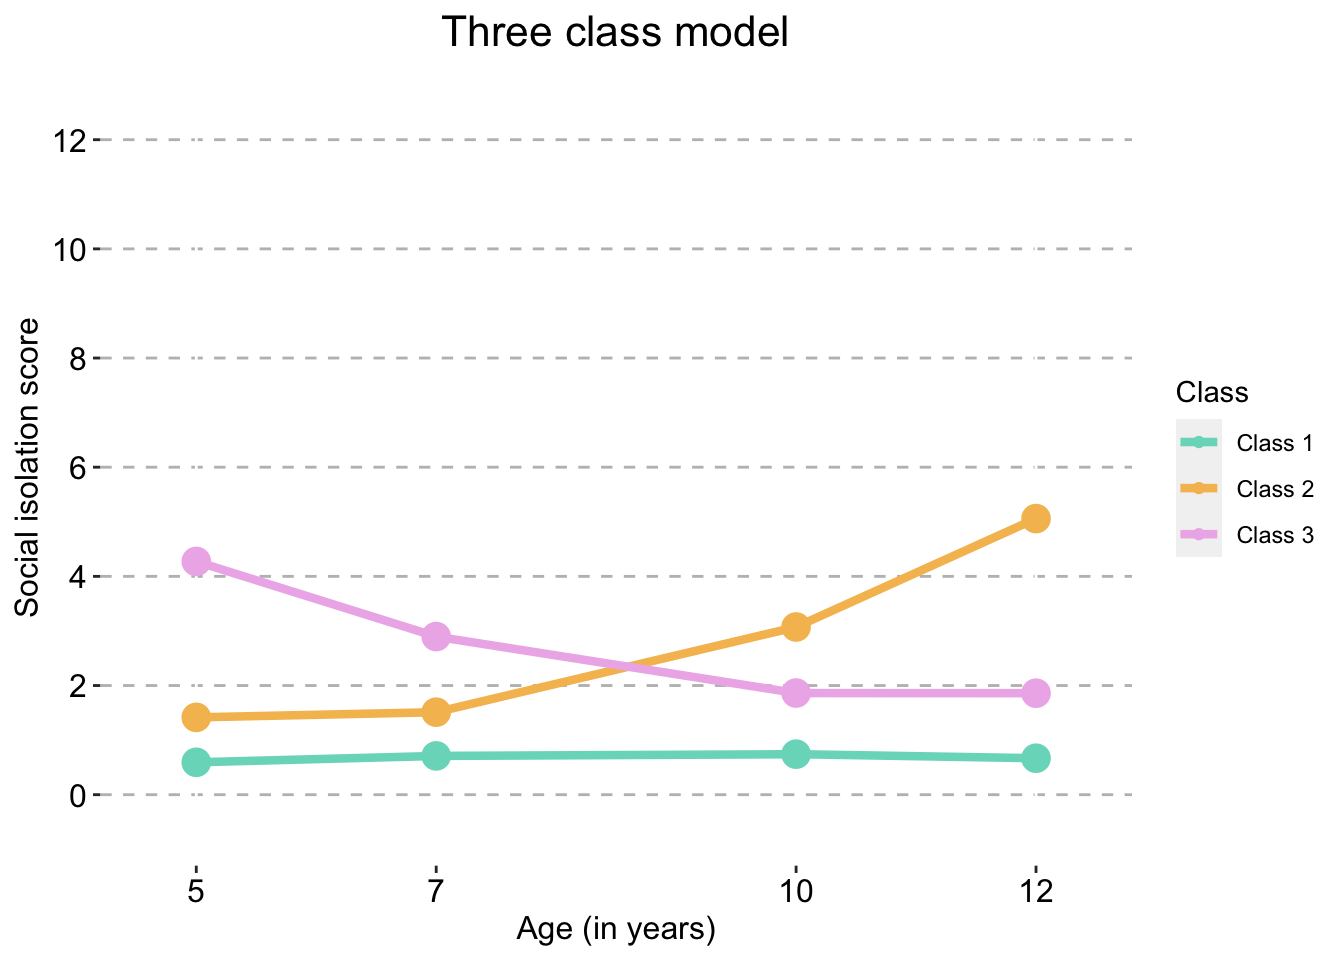 Three class model
Social isolation score
12
10
8
6
4
2
0
5 7 10 12
Age (in years)
Class
Class 1
Class 2
Class 3